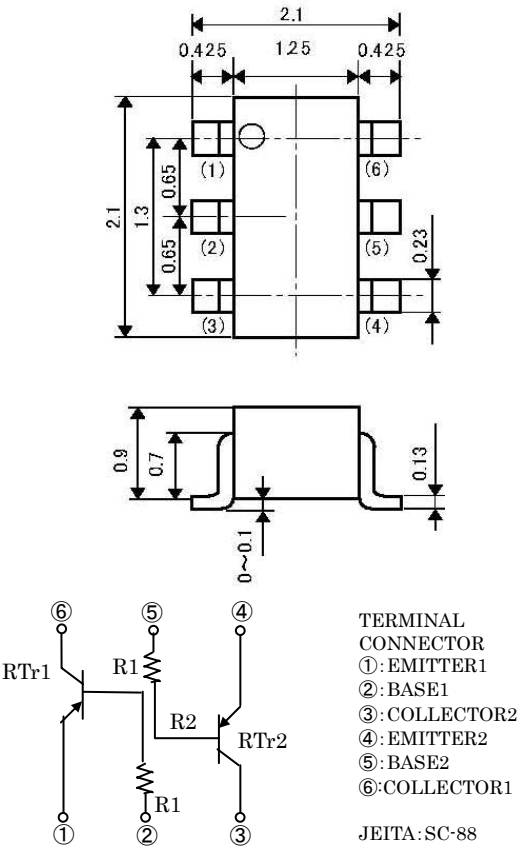 2.1
0.425 1.25 0.425
(1) (6)
0.65
2.1 1.3
(2) (5)
0.65
0.23
(3) (4)
0.9 0.7
0.13
0~0.1
⑥ ⑤ ④
RTr1 R1
R2
RTr2
R1
① ② ③
TERMINAL
CONNECTOR
①:EMITTER1
②:BASE1
③:COLLECTOR2
④:EMITTER2
⑤:BASE2
⑥:COLLECTOR1
JEITA:SC-88